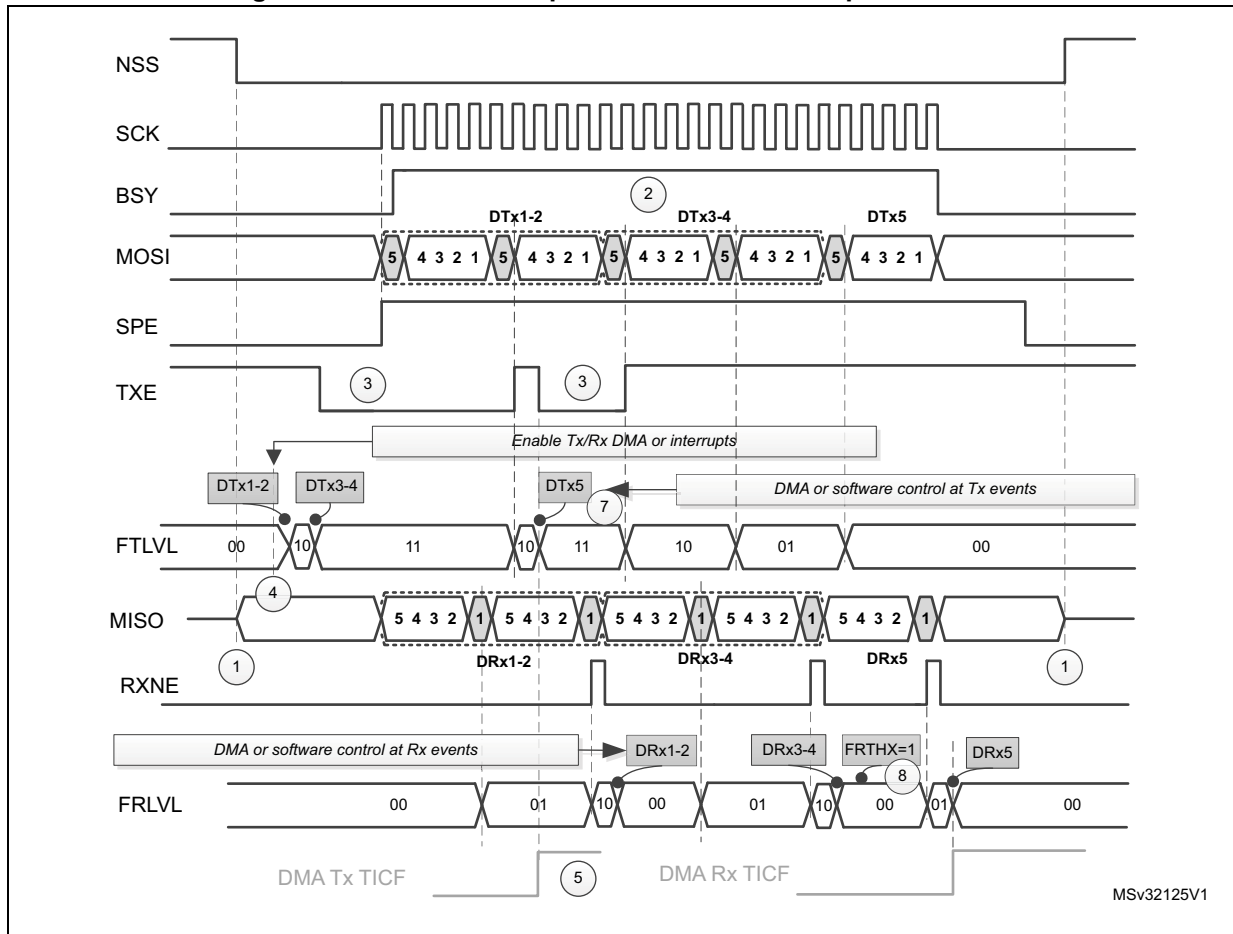 NSS
SCK
BSY
2
DTx1-2 DTx3-4 DTx5
MOSI 5 4 3 2 1 5 4 3 2 1 5 4 3 2 1 5 4 3 2 1 5 4 3 2 1
SPE
TXE 3 3
Enable Tx/Rx DMA or interrupts
DTx1-2 DTx3-4 DTx5 DMA or software control at Tx events
7
FTLVL 00 10 11 10 11 10 01 00
4
MISO 5 4 3 2 1 5 4 3 2 1 5 4 3 2 1 5 4 3 2 1 5 4 3 2 1
1 DRx1-2 DRx3-4 DRx5 1
RXNE
DMA or software control at Rx events DRx1-2 DRx3-4 FRTHX=1 DRx5
8
FRLVL 00 01 10 00 01 10 00 01 00
DMA Tx TICF 5 DMA Rx TICF
MSv32125V1